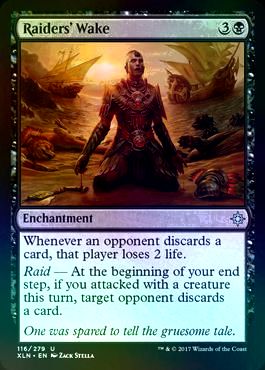 Raiders' Wake 3
Enchantment
Whenever an opponent discards a
card, that player loses 2 life.
Raid — At the beginning of your end
step, if you attacked with a creature
this turn, target opponent discards
a card.
One was spared to tell the gruesome tale.
116/279 U
XLN • EN Zack Stella
™ & © 2017 Wizards of the Coast